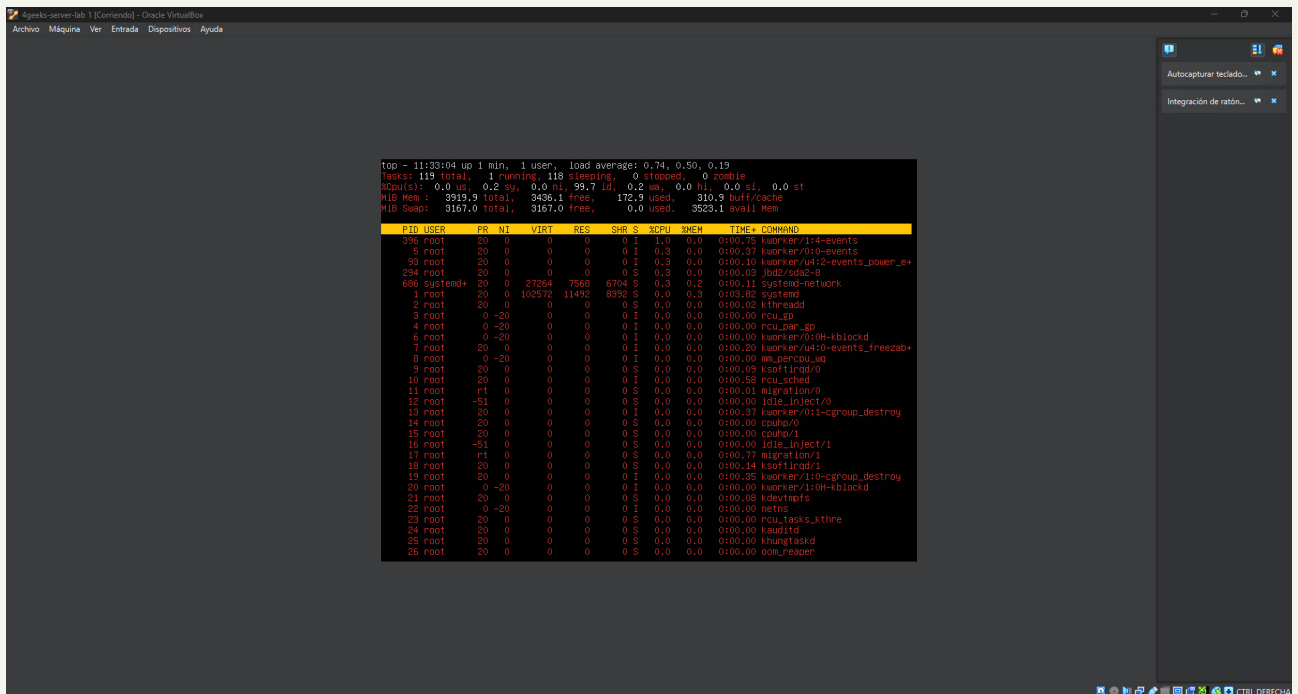 4geeks-server-lab 1 [Corriendo] - Oracle VirtualBox
Archivo Máquina Ver Entrada Dispositivos Ayuda
Autocapturar teclado...
Integración de ratón...
top - 11:33:04 up 1 min, 1 user, load average: 0.74, 0.50, 0.19
Tasks: 119 total, 1 running, 118 sleeping, 0 stopped, 0 zombie
%Cpu(s): 0.0 us, 0.2 sy, 0.0 ni, 99.7 id, 0.2 wa, 0.0 hi, 0.0 si, 0.0 st
MiB Mem : 3919.9 total, 3436.1 free, 172.9 used, 310.9 buff/cache
MiB Swap: 3167.0 total, 3167.0 free, 0.0 used. 3523.1 avail Mem
PID USER PR NI VIRT RES SHR S %CPU %MEM TIME+ COMMAND
396 root 20 0 0 0 0 I 1.0 0.0 0:00.75 kworker/1:4-events
5 root 20 0 0 0 0 I 0.3 0.0 0:00.37 kworker/0:0-events
93 root 20 0 0 0 0 I 0.3 0.0 0:00.10 kworker/u4:2-events_power_e+
294 root 20 0 0 0 0 S 0.3 0.0 0:00.03 jbd2/sda2-8
686 systemd+ 20 0 27264 7568 6704 S 0.3 0.2 0:00.11 systemd-network
1 root 20 0 102572 11492 8392 S 0.0 0.3 0:03.82 systemd
2 root 20 0 0 0 0 S 0.0 0.0 0:00.02 kthreadd
3 root 0 -20 0 0 0 I 0.0 0.0 0:00.00 rcu_gp
4 root 0 -20 0 0 0 I 0.0 0.0 0:00.00 rcu_par_gp
6 root 0 -20 0 0 0 I 0.0 0.0 0:00.00 kworker/0:0H-kblockd
7 root 20 0 0 0 0 I 0.0 0.0 0:00.20 kworker/u4:0-events_freezab+
8 root 0 -20 0 0 0 I 0.0 0.0 0:00.00 mm_percpu_wq
9 root 20 0 0 0 0 S 0.0 0.0 0:00.09 ksoftirqd/0
10 root 20 0 0 0 0 I 0.0 0.0 0:00.58 rcu_sched
11 root rt 0 0 0 0 S 0.0 0.0 0:00.01 migration/0
12 root -51 0 0 0 0 S 0.0 0.0 0:00.00 idle_inject/0
13 root 20 0 0 0 0 I 0.0 0.0 0:00.37 kworker/0:1-cgroup_destroy
14 root 20 0 0 0 0 S 0.0 0.0 0:00.00 cpuhp/0
15 root 20 0 0 0 0 S 0.0 0.0 0:00.00 cpuhp/1
16 root -51 0 0 0 0 S 0.0 0.0 0:00.00 idle_inject/1
17 root rt 0 0 0 0 S 0.0 0.0 0:00.77 migration/1
18 root 20 0 0 0 0 S 0.0 0.0 0:00.14 ksoftirqd/1
19 root 20 0 0 0 0 I 0.0 0.0 0:00.35 kworker/1:0-cgroup_destroy
20 root 0 -20 0 0 0 I 0.0 0.0 0:00.00 kworker/1:0H-kblockd
21 root 20 0 0 0 0 S 0.0 0.0 0:00.08 kdevtmpfs
22 root 0 -20 0 0 0 I 0.0 0.0 0:00.00 netns
23 root 20 0 0 0 0 S 0.0 0.0 0:00.00 rcu_tasks_kthre
24 root 20 0 0 0 0 S 0.0 0.0 0:00.00 kauditd
25 root 20 0 0 0 0 S 0.0 0.0 0:00.00 khungtaskd
26 root 20 0 0 0 0 S 0.0 0.0 0:00.00 oom_reaper
CTRL DERECHA